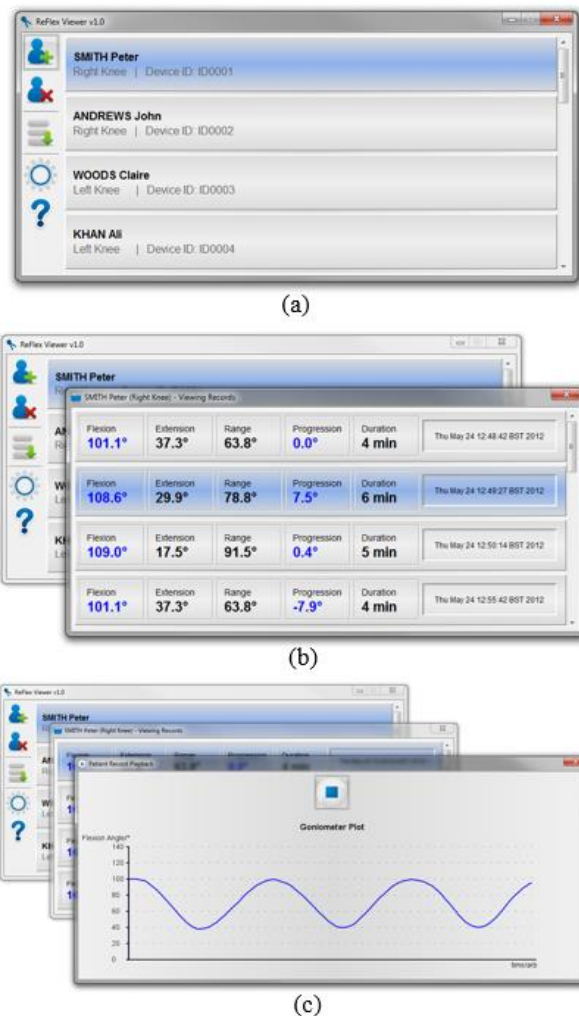 ReFlex Viewer v1.0
SMITH Peter
Right Knee | Device ID: ID0001
ANDREWS John
Right Knee | Device ID: ID0002
WOODS Claire
Left Knee | Device ID: ID0003
KHAN Ali
Left Knee | Device ID: ID0004
(a)
ReFlex Viewer v1.0
SMITH Peter
SMITH Peter (Right Knee) - Viewing Records
Flexion Extension Range Progression Duration
101.1° 37.3° 63.8° 0.0° 4 min Thu May 24 12:48:42 BST 2012
Flexion Extension Range Progression Duration
108.6° 29.9° 78.8° 7.5° 6 min Thu May 24 12:49:27 BST 2012
Flexion Extension Range Progression Duration
109.0° 17.5° 91.5° 0.4° 5 min Thu May 24 12:50:14 BST 2012
Flexion Extension Range Progression Duration
101.1° 37.3° 63.8° -7.9° 4 min Thu May 24 12:55:42 BST 2012
(b)
ReFlex Viewer v1.0
SMITH Peter
SMITH Peter (Right Knee) - Viewing Records
Patient Record Playback
Goniometer Plot
Flexion Angle/°
140
120
100
80
60
40
20
0
time/arb
(c)